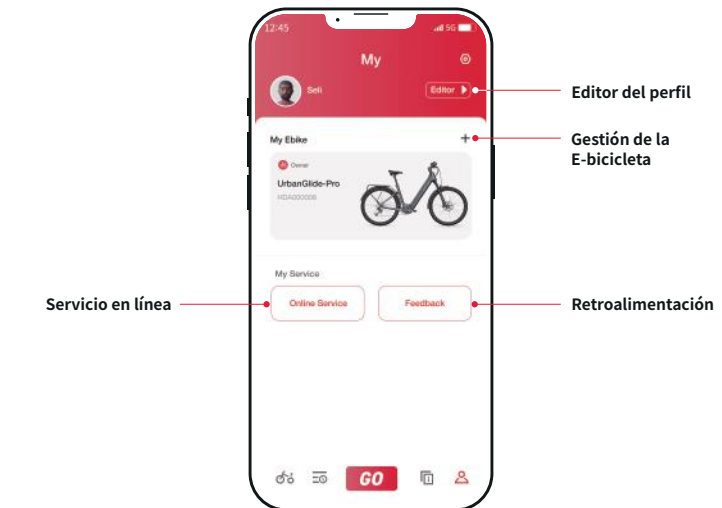 12:45
5G
My
Seli
Editor
Editor del perfil
My Ebike
+
Gestión de la
E-bicicleta
Owner
UrbanGlide-Pro
My Service
Servicio en línea
Online Service
Feedback
Retroalimentación
GO